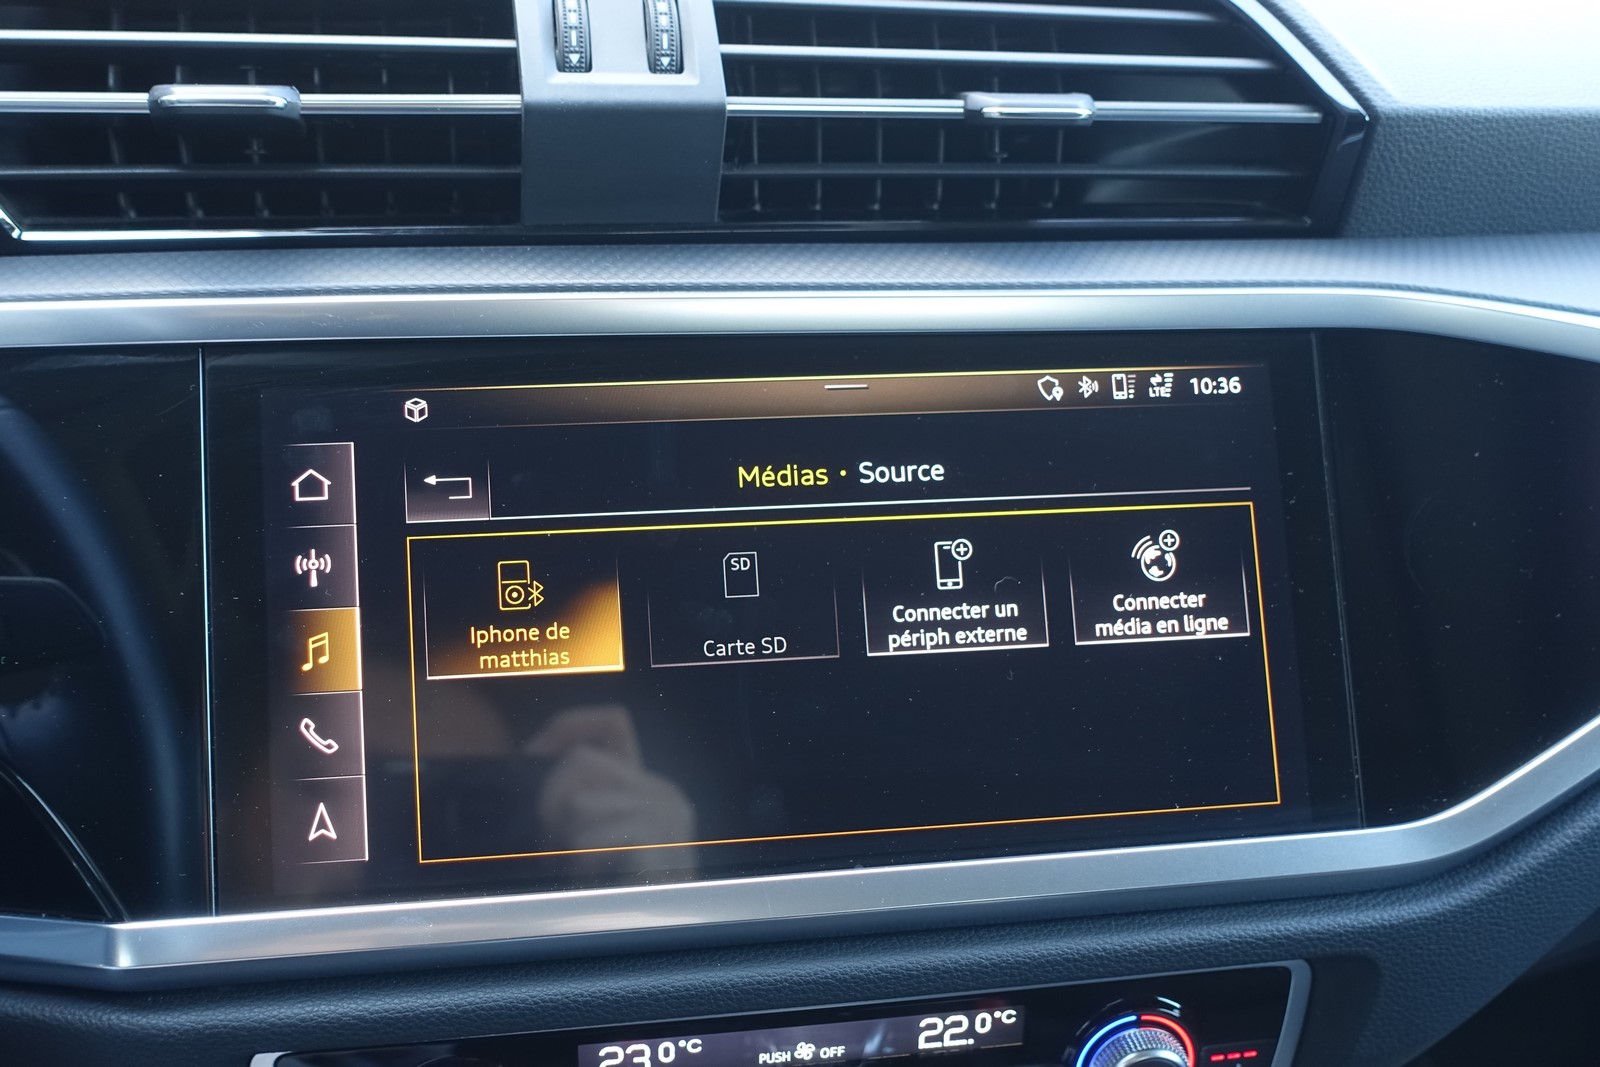 LTE 10:36
Médias · Source
Iphone de
matthias
SD
Carte SD
Connecter un
périph externe
Connecter
média en ligne
23.0°C
PUSH OFF
22.0°C